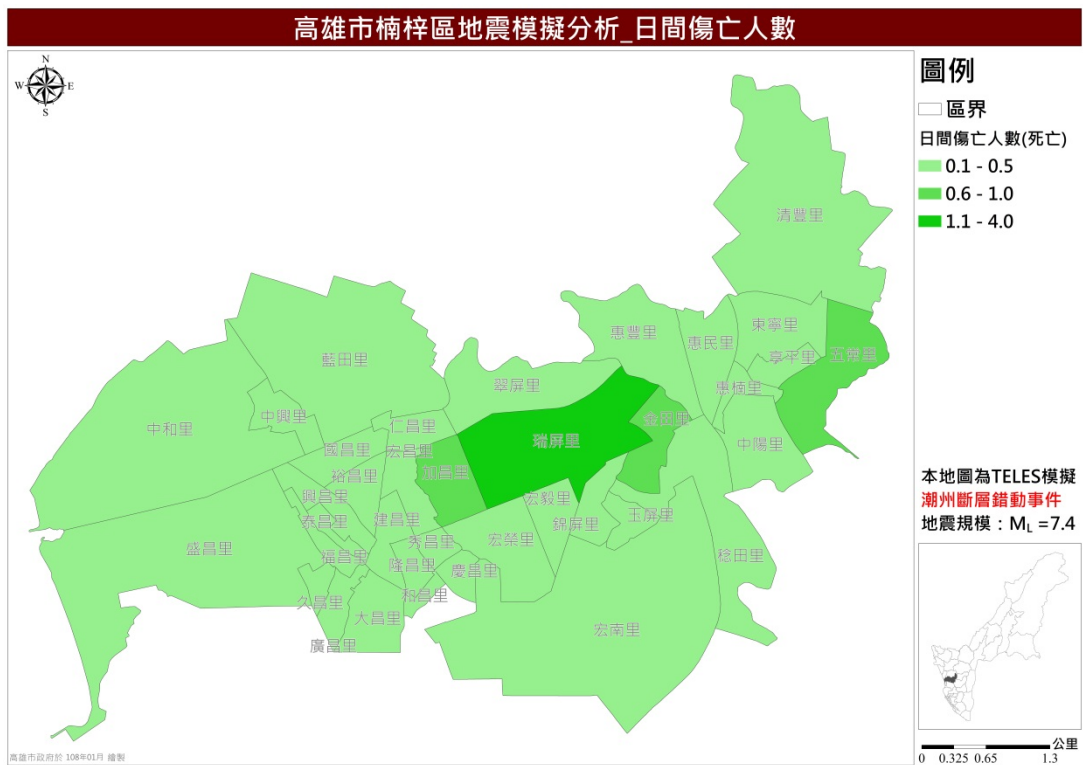 高雄市楠梓區地震模擬分析_日間傷亡人數
N
W
E
S
圖例
區界
日間傷亡人數(死亡)
0.1 - 0.5
0.6 - 1.0
1.1 - 4.0
清豐里
東寧里
惠豐里
惠民里
享平里
五常里
藍田里
翠屏里
惠楠里
中興里
仁昌里
金田里
中和里
瑞屏里
中陽里
國昌里
宏昌里
裕昌里
加昌里
興昌里
宏毅里
泰昌里
建昌里
錦屏里
玉屏里
盛昌里
秀昌里
宏榮里
福昌里
隆昌里
慶昌里
稔田里
久昌里
和昌里
大昌里
宏南里
廣昌里
本地圖為TELES模擬
潮州斷層錯動事件
地震規模：ML =7.4
公里
0 0.325 0.65 1.3
高雄市政府於 108年01月 繪製